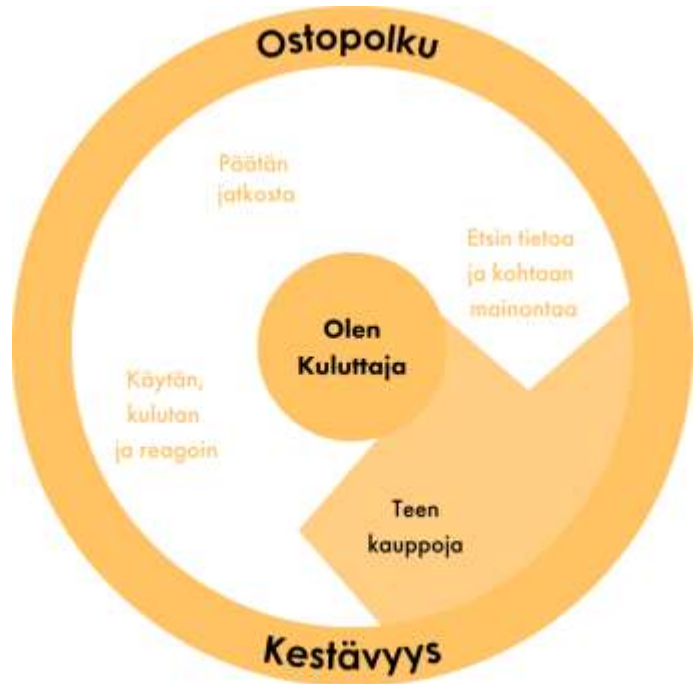 Ostopolku
Päätän
jatkosta
Etsin tietoa
ja kohtaan
mainontaa
Olen
Kuluttaja
Käytän,
kulutan
ja reagoin
Teen
kauppoja
Kestävyys